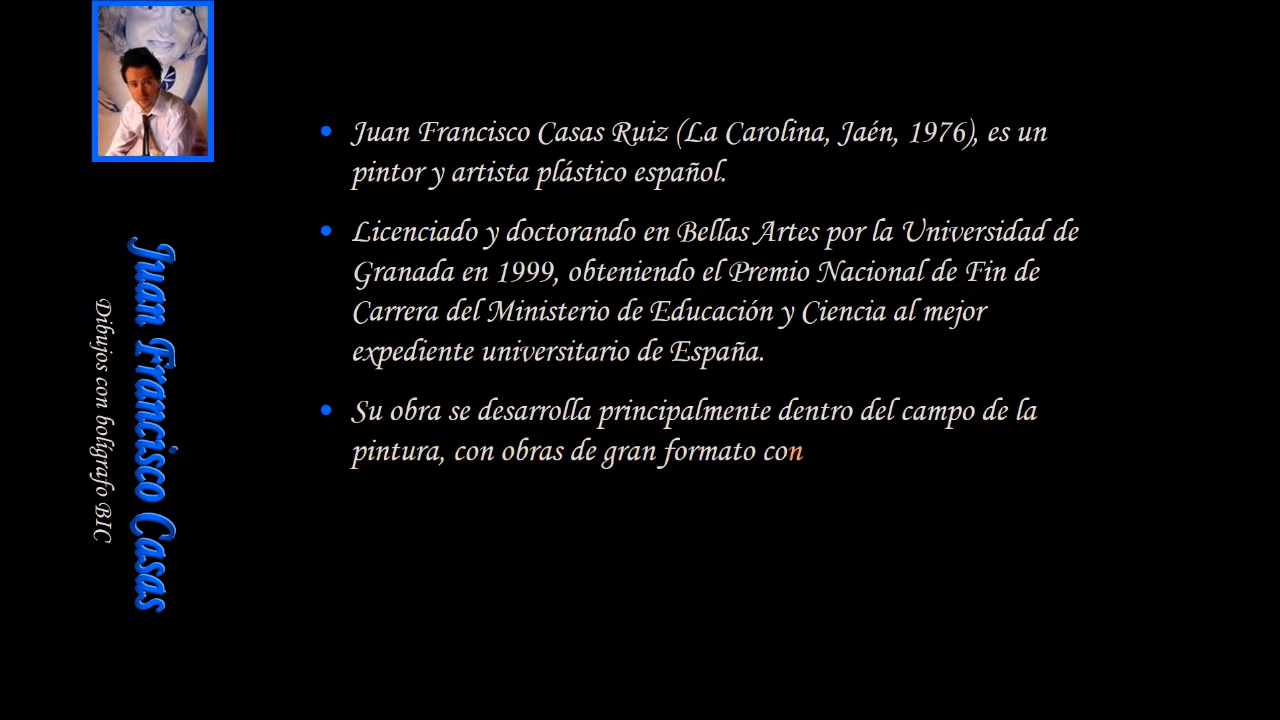 Juan Francisco Casas
Dibujos con bolígrafo BIC
Juan Francisco Casas Ruiz (La Carolina, Jaén, 1976), es un
pintor y artista plástico español.
Licenciado y doctorando en Bellas Artes por la Universidad de
Granada en 1999, obteniendo el Premio Nacional de Fin de
Carrera del Ministerio de Educación y Ciencia al mejor
expediente universitario de España.
Su obra se desarrolla principalmente dentro del campo de la
pintura, con obras de gran formato con